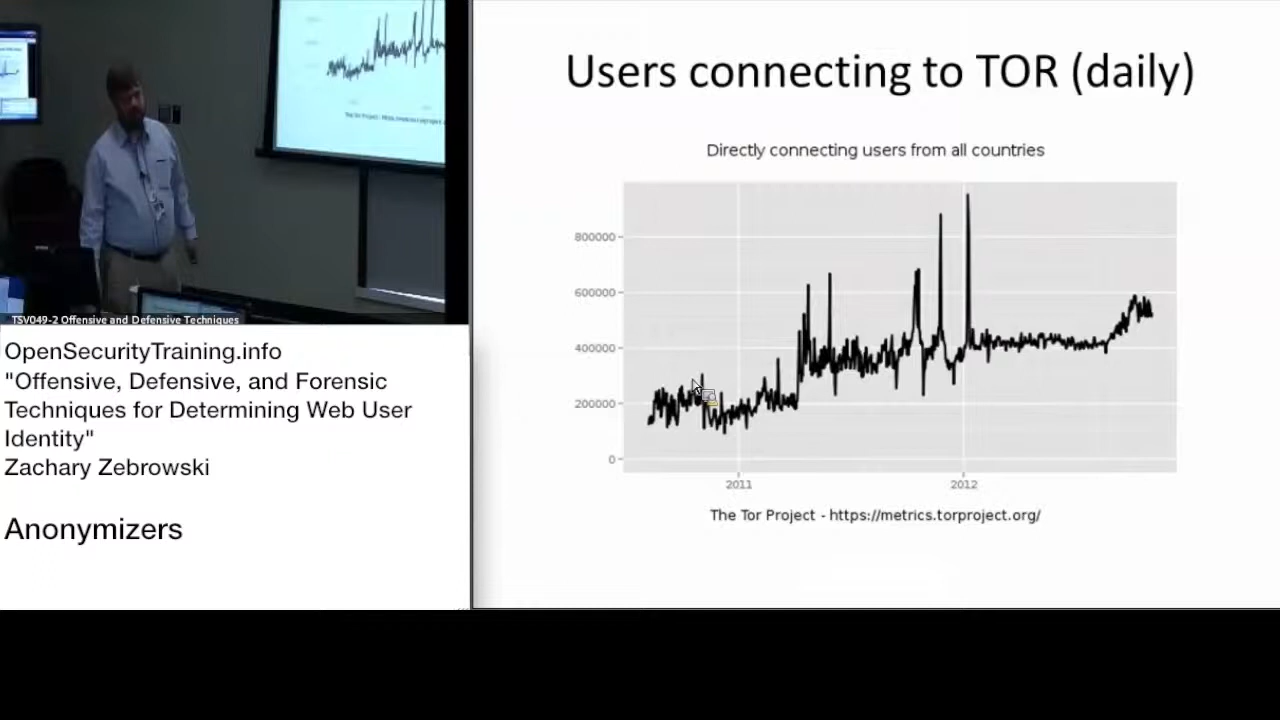 TSV049-2 Offensive and Defensive Techniques
OpenSecurityTraining.info
"Offensive, Defensive, and Forensic
Techniques for Determining Web User
Identity"
Zachary Zebrowski
Anonymizers
Users connecting to TOR (daily)
Directly connecting users from all countries
800000
600000
400000
200000
0
2011
2012
The Tor Project - https://metrics.torproject.org/